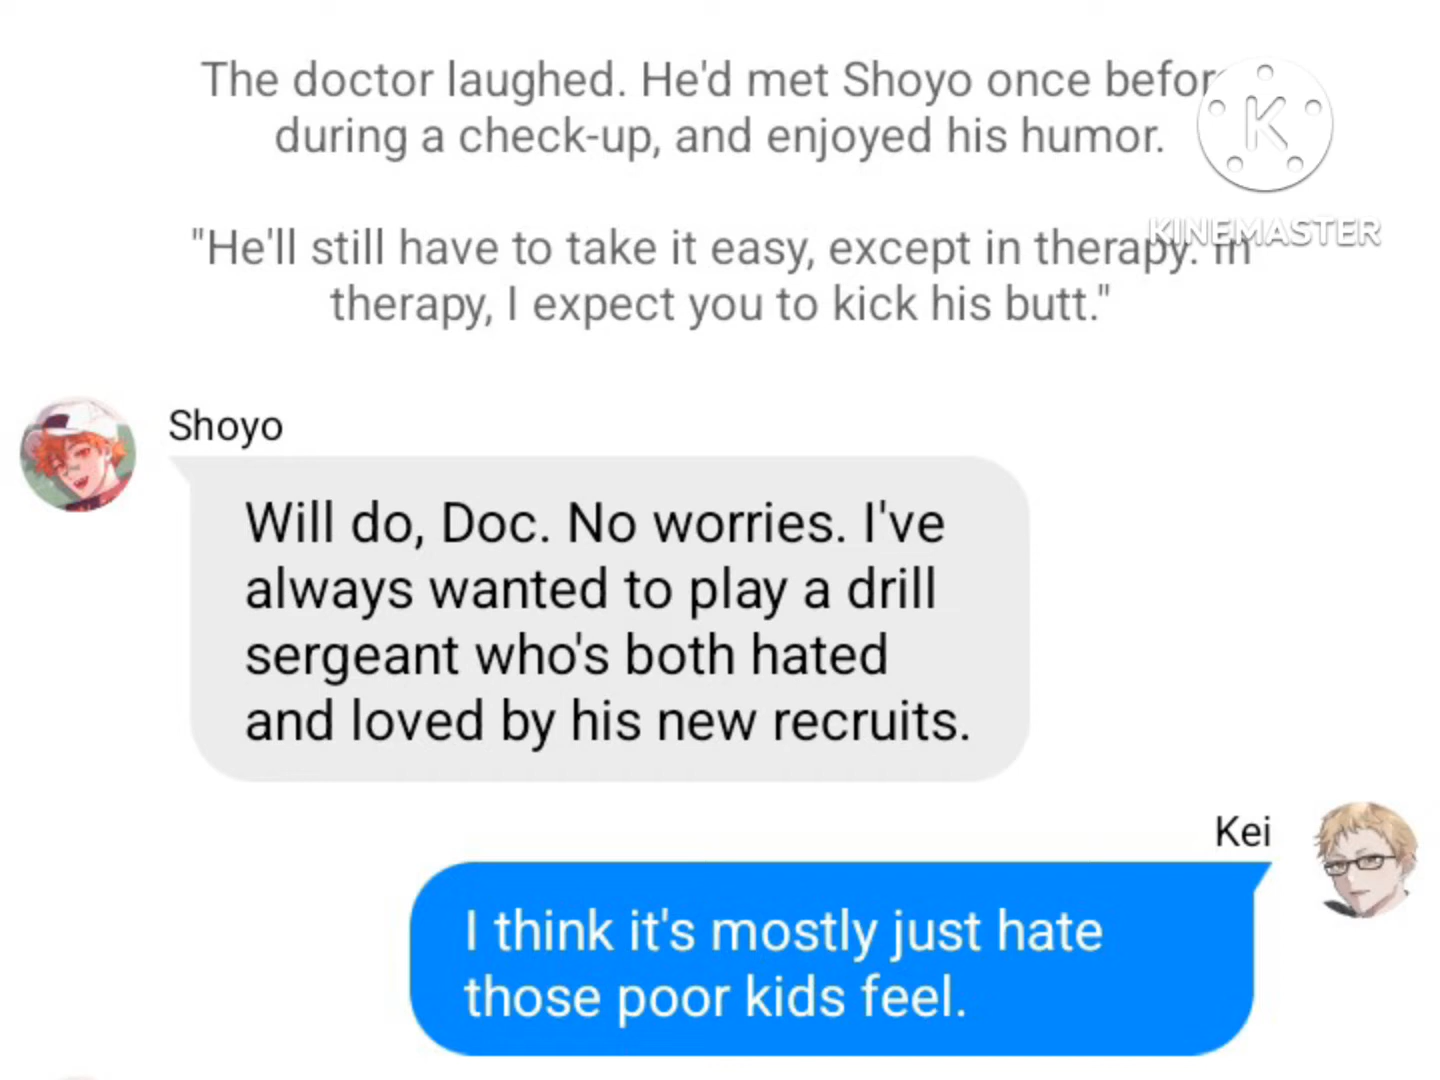 The doctor laughed. He'd met Shoyo once befor
during a check-up, and enjoyed his humor.
K
KINEMASTER
"He'll still have to take it easy, except in therapy. In
therapy, I expect you to kick his butt."
Shoyo
Will do, Doc. No worries. I've
always wanted to play a drill
sergeant who's both hated
and loved by his new recruits.
Kei
I think it's mostly just hate
those poor kids feel.